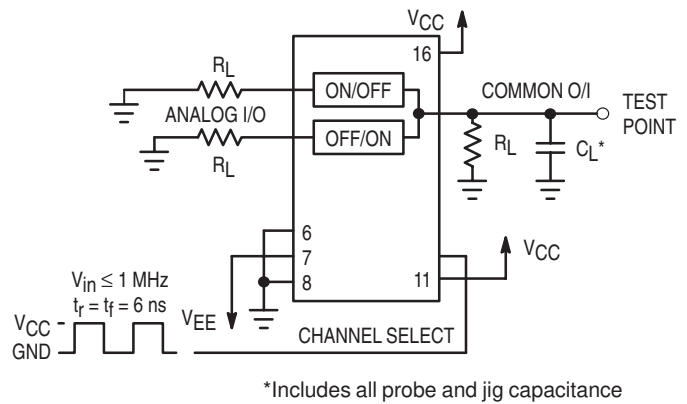 VCC
16
RL
ON/OFF
COMMON O/I
TEST
POINT
ANALOG I/O
OFF/ON
RL
RL
CL*
6
7
8
11
VCC
Vin ≤ 1 MHz
tr = tf = 6 ns
VCC
GND
VEE
CHANNEL SELECT
*Includes all probe and jig capacitance